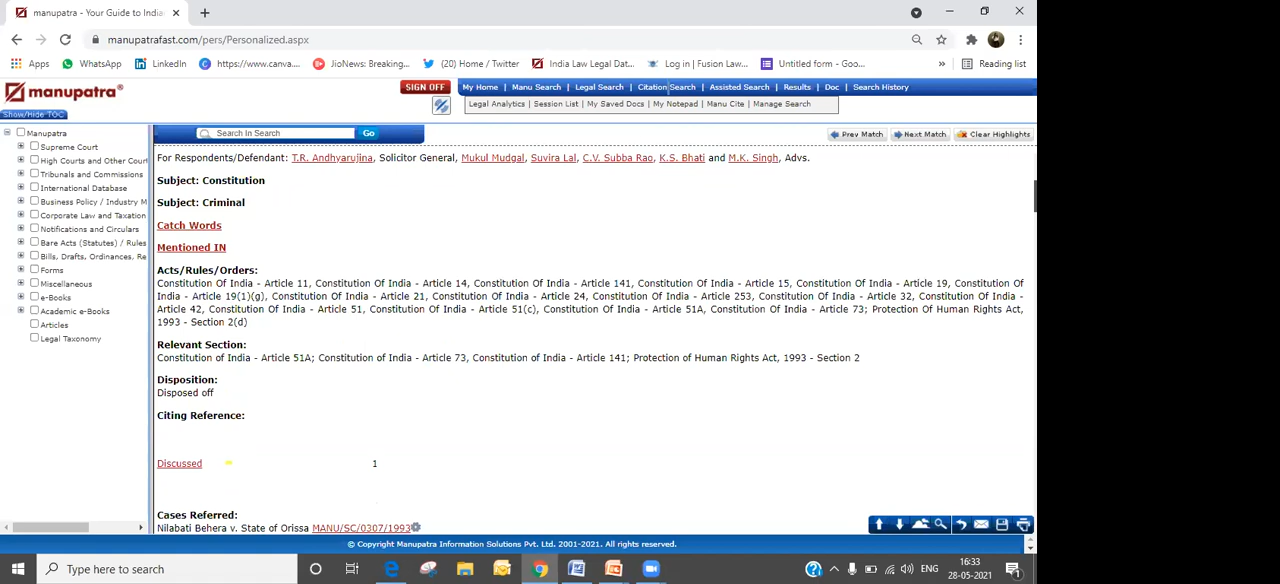 manupatra - Your Guide to India
manupatrafast.com/pers/Personalized.aspx
Apps WhatsApp LinkedIn https://www.canva.... JioNews: Breaking... (20) Home / Twitter India Law Legal Dat... Log in | Fusion Law... Untitled form - Goo... » Reading list
manupatra®
SIGN OFF
My Home | Manu Search | Legal Search | Citation Search | Assisted Search | Results | Doc | Search History
Legal Analytics | Session List | My Saved Docs | My Notepad | Manu Cite | Manage Search
Show/Hide TOC
Manupatra
Supreme Court
High Courts and Other Court
Tribunals and Commissions
International Database
Business Policy / Industry M
Corporate Law and Taxation
Notifications and Circulars
Bare Acts (Statutes) / Rules
Bills, Drafts, Ordinances, Re
Forms
Miscellaneous
e-Books
Academic e-Books
Articles
Legal Taxonomy
Search In Search Go
Prev Match Next Match Clear Highlights
For Respondents/Defendant: T.R. Andhyarujina, Solicitor General, Mukul Mudgal, Suvira Lal, C.V. Subba Rao, K.S. Bhati and M.K. Singh, Advs.
Subject: Constitution
Subject: Criminal
Catch Words
Mentioned IN
Acts/Rules/Orders:
Constitution Of India - Article 11, Constitution Of India - Article 14, Constitution Of India - Article 141, Constitution Of India - Article 15, Constitution Of India - Article 19, Constitution Of
India - Article 19(1)(g), Constitution Of India - Article 21, Constitution Of India - Article 24, Constitution Of India - Article 253, Constitution Of India - Article 32, Constitution Of India -
Article 42, Constitution Of India - Article 51, Constitution Of India - Article 51(c), Constitution Of India - Article 51A, Constitution Of India - Article 73; Protection Of Human Rights Act,
1993 - Section 2(d)
Relevant Section:
Constitution of India - Article 51A; Constitution of India - Article 73, Constitution of India - Article 141; Protection of Human Rights Act, 1993 - Section 2
Disposition:
Disposed off
Citing Reference:
Discussed 1
Cases Referred:
Nilabati Behera v. State of Orissa MANU/SC/0307/1993
© Copyright Manupatra Information Solutions Pvt. Ltd. 2001-2021. All rights reserved.
Type here to search
ENG
16:33
28-05-2021
1